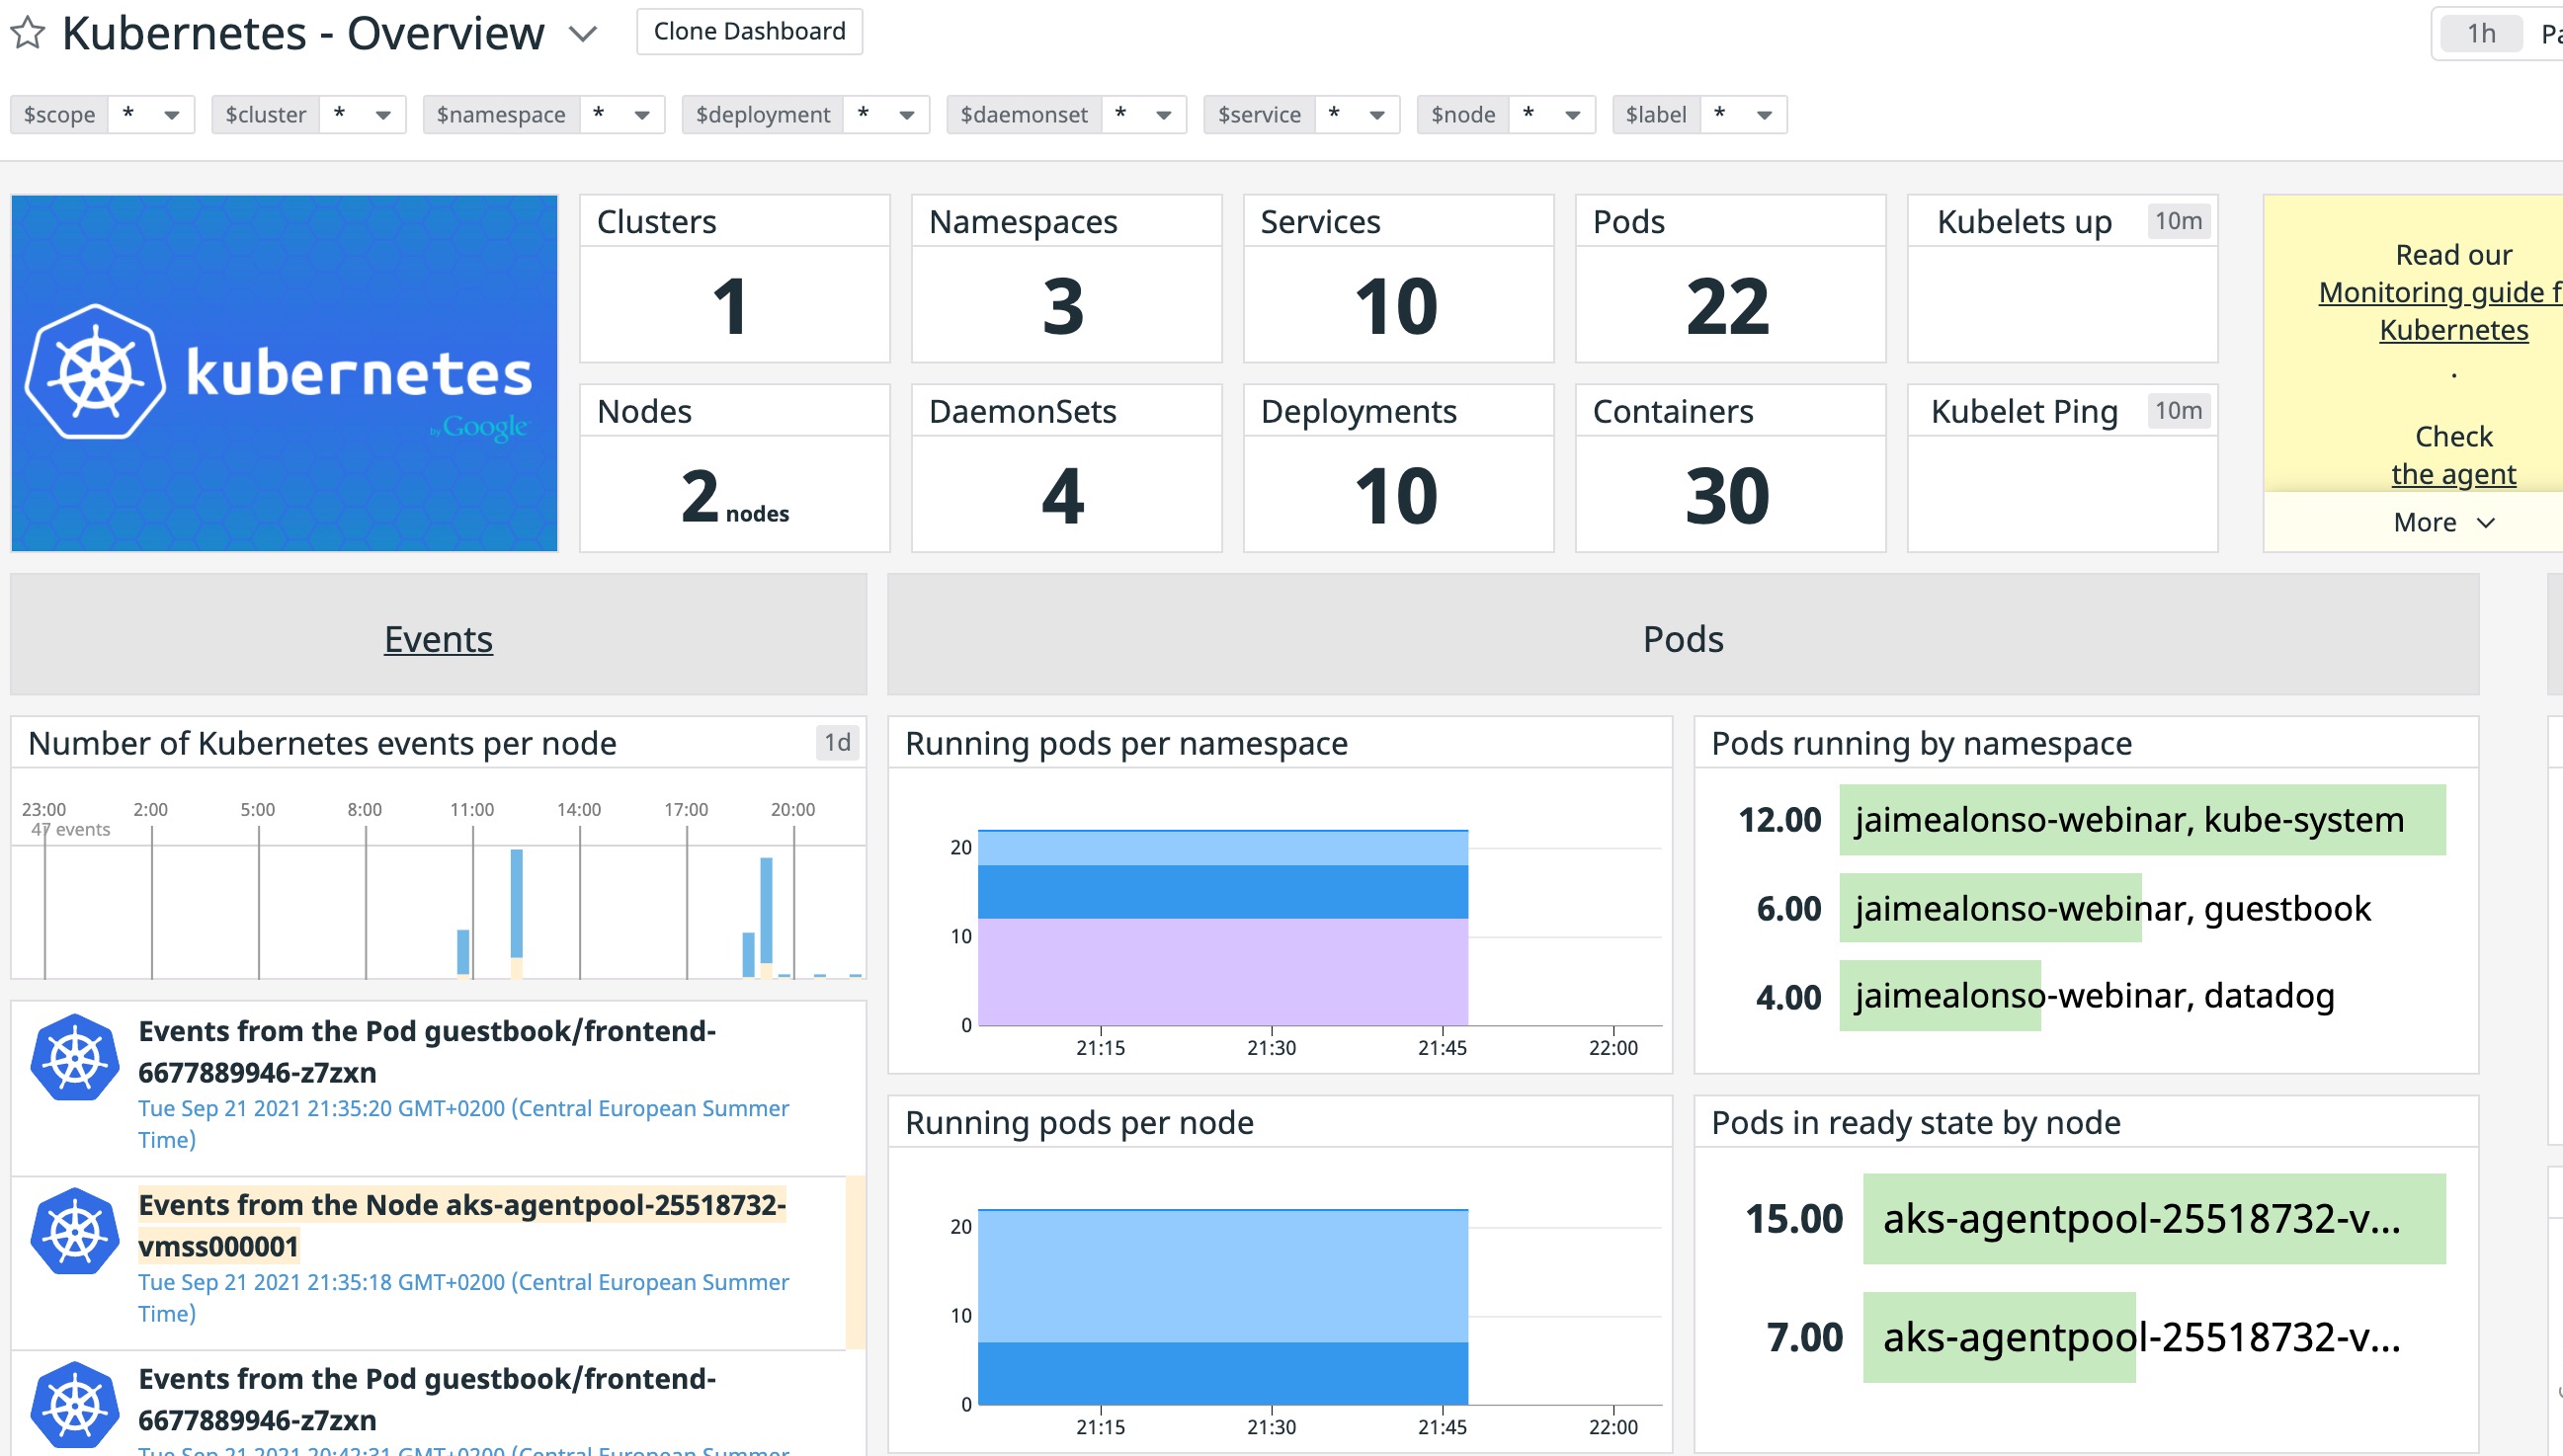 Kubernetes - Overview
Clone Dashboard
1h
$scope *
$cluster *
$namespace *
$deployment *
$daemonset *
$service *
$node *
$label *
kubernetes
by Google
Clusters
1
Namespaces
3
Services
10
Pods
22
Kubelets up 10m
Nodes
2 nodes
DaemonSets
4
Deployments
10
Containers
30
Kubelet Ping 10m
Read our
Monitoring guide f
Kubernetes
.
Check
the agent
More
Events
Pods
Number of Kubernetes events per node 1d
23:00 2:00 5:00 8:00 11:00 14:00 17:00 20:00
47 events
Events from the Pod guestbook/frontend-
6677889946-z7zxn
Tue Sep 21 2021 21:35:20 GMT+0200 (Central European Summer
Time)
Events from the Node aks-agentpool-25518732-
vmss000001
Tue Sep 21 2021 21:35:18 GMT+0200 (Central European Summer
Time)
Events from the Pod guestbook/frontend-
6677889946-z7zxn
Tue Sep 21 2021 20:42:31 GMT+0200 (Central European Summer
Running pods per namespace
20
10
0
21:15 21:30 21:45 22:00
Pods running by namespace
12.00 jaimealonso-webinar, kube-system
6.00 jaimealonso-webinar, guestbook
4.00 jaimealonso-webinar, datadog
Running pods per node
20
10
0
21:15 21:30 21:45 22:00
Pods in ready state by node
15.00 aks-agentpool-25518732-v...
7.00 aks-agentpool-25518732-v...